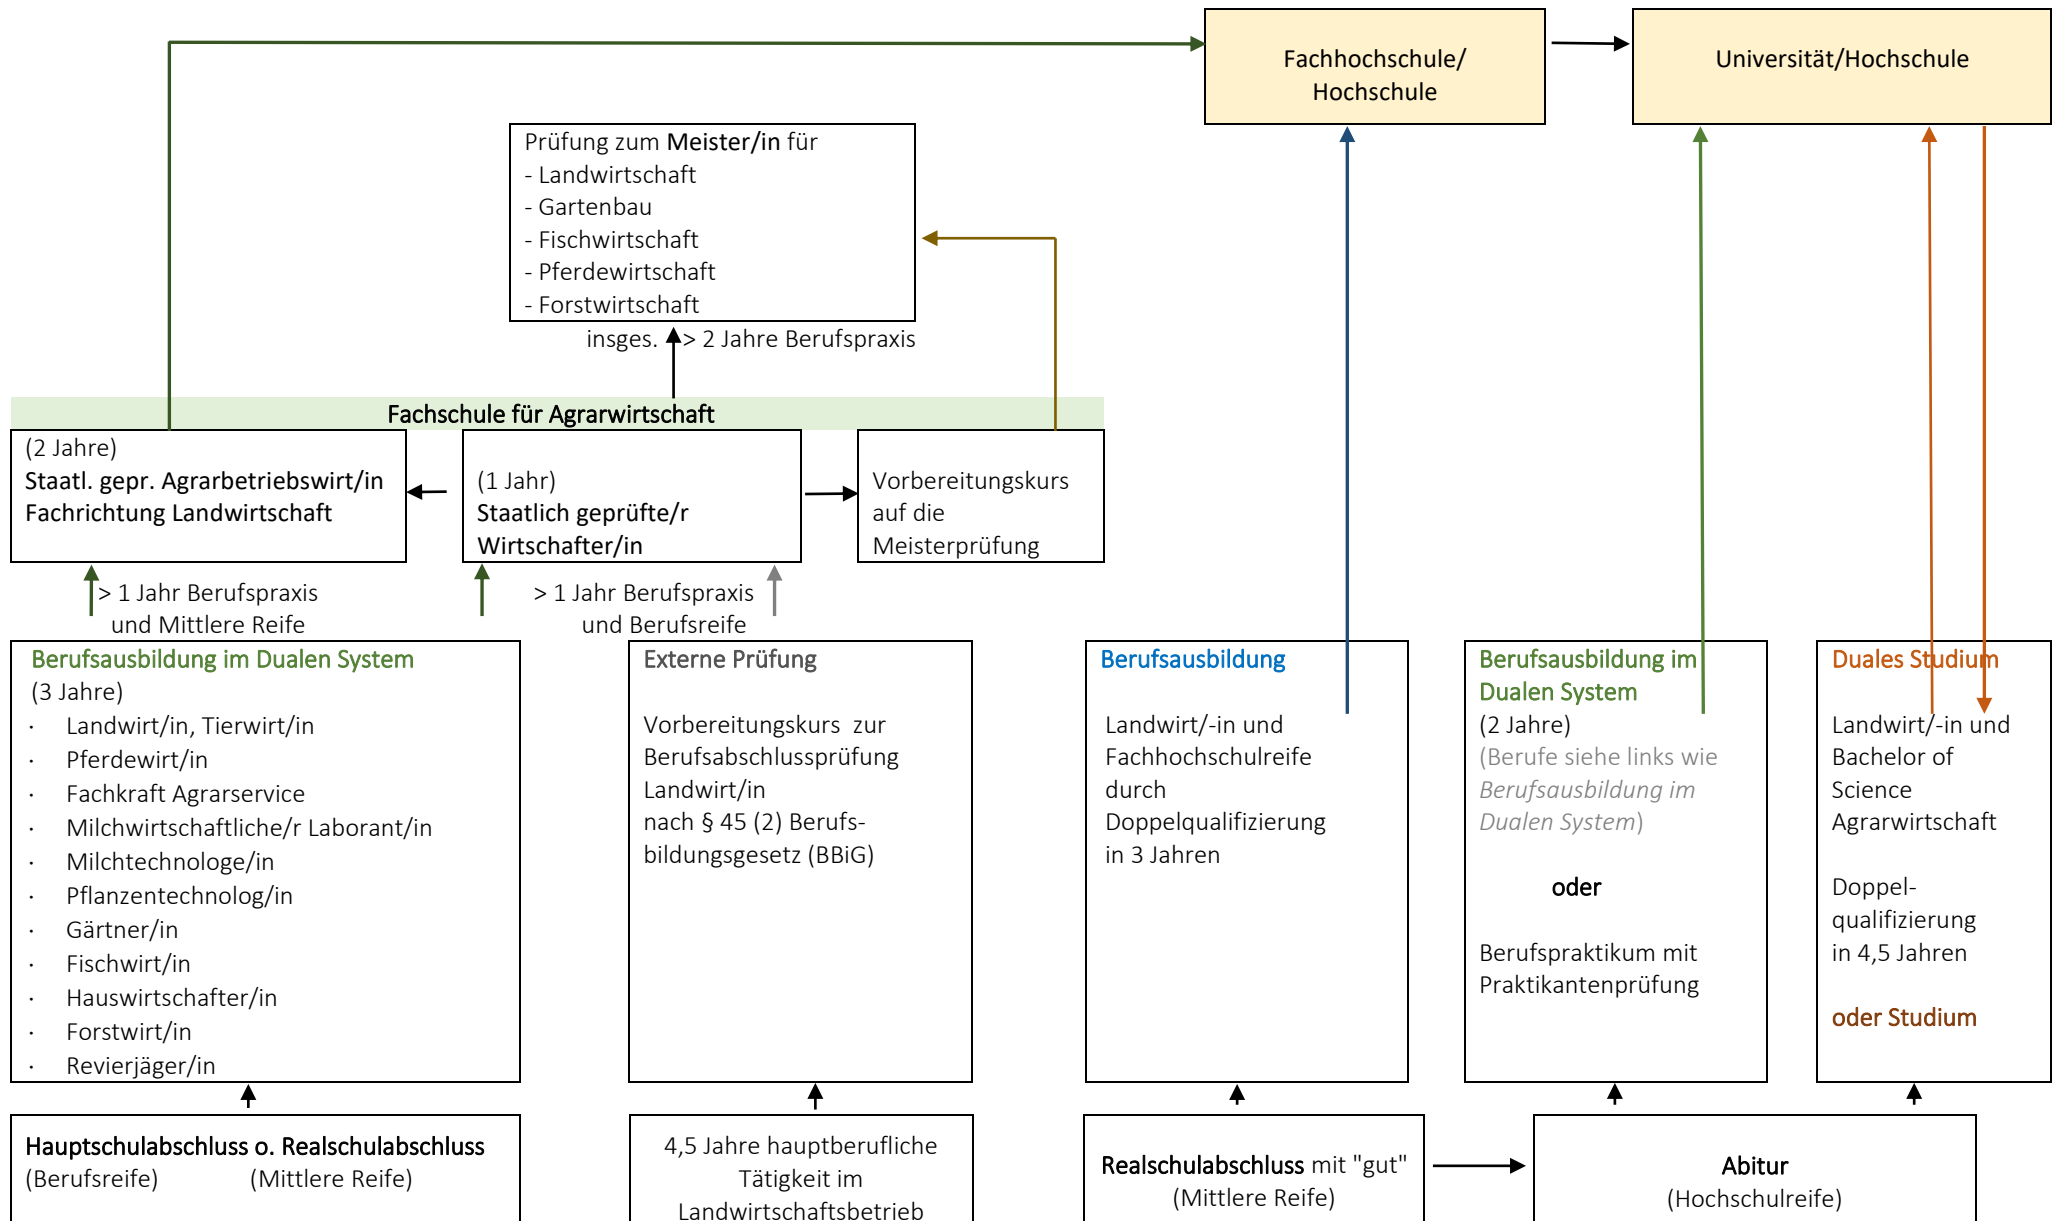 Fachhochschule/
Hochschule
Universität/Hochschule
Prüfung zum Meister/in für
- Landwirtschaft
- Gartenbau
- Fischwirtschaft
- Pferdewirtschaft
- Forstwirtschaft
insges. > 2 Jahre Berufspraxis
Fachschule für Agrarwirtschaft
(2 Jahre)
Staatl. gepr. Agrarbetriebswirt/in
Fachrichtung Landwirtschaft
(1 Jahr)
Staatlich geprüfte/r
Wirtschafter/in
Vorbereitungskurs
auf die
Meisterprüfung
> 1 Jahr Berufspraxis
und Mittlere Reife
> 1 Jahr Berufspraxis
und Berufsreife
Berufsausbildung im Dualen System
(3 Jahre)
· Landwirt/in, Tierwirt/in
· Pferdewirt/in
· Fachkraft Agrarservice
· Milchwirtschaftliche/r Laborant/in
· Milchtechnologe/in
· Pflanzentechnolog/in
· Gärtner/in
· Fischwirt/in
· Hauswirtschafter/in
· Forstwirt/in
· Revierjäger/in
Externe Prüfung
Vorbereitungskurs zur
Berufsabschlussprüfung
Landwirt/in
nach § 45 (2) Berufs-
bildungsgesetz (BBiG)
Berufsausbildung
Landwirt/-in und
Fachhochschulreife
durch
Doppelqualifizierung
in 3 Jahren
Berufsausbildung im
Dualen System
(2 Jahre)
(Berufe siehe links wie
Berufsausbildung im
Dualen System)
oder
Berufspraktikum mit
Praktikantenprüfung
Duales Studium
Landwirt/-in und
Bachelor of
Science
Agrarwirtschaft
Doppel-
qualifizierung
in 4,5 Jahren
oder Studium
Hauptschulabschluss o. Realschulabschluss
(Berufsreife) (Mittlere Reife)
4,5 Jahre hauptberufliche
Tätigkeit im
Landwirtschaftsbetrieb
Realschulabschluss mit "gut"
(Mittlere Reife)
Abitur
(Hochschulreife)